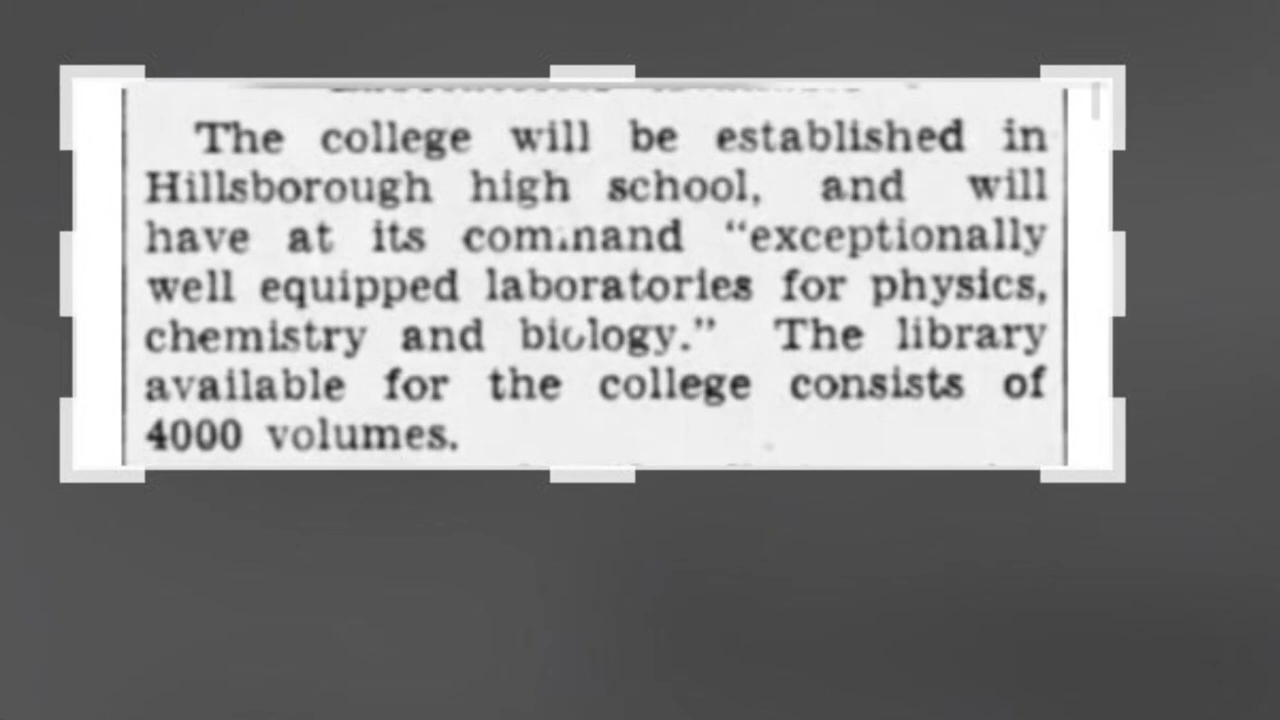 The college will be established in
Hillsborough high school, and will
have at its command "exceptionally
well equipped laboratories for physics,
chemistry and biology." The library
available for the college consists of
4000 volumes.